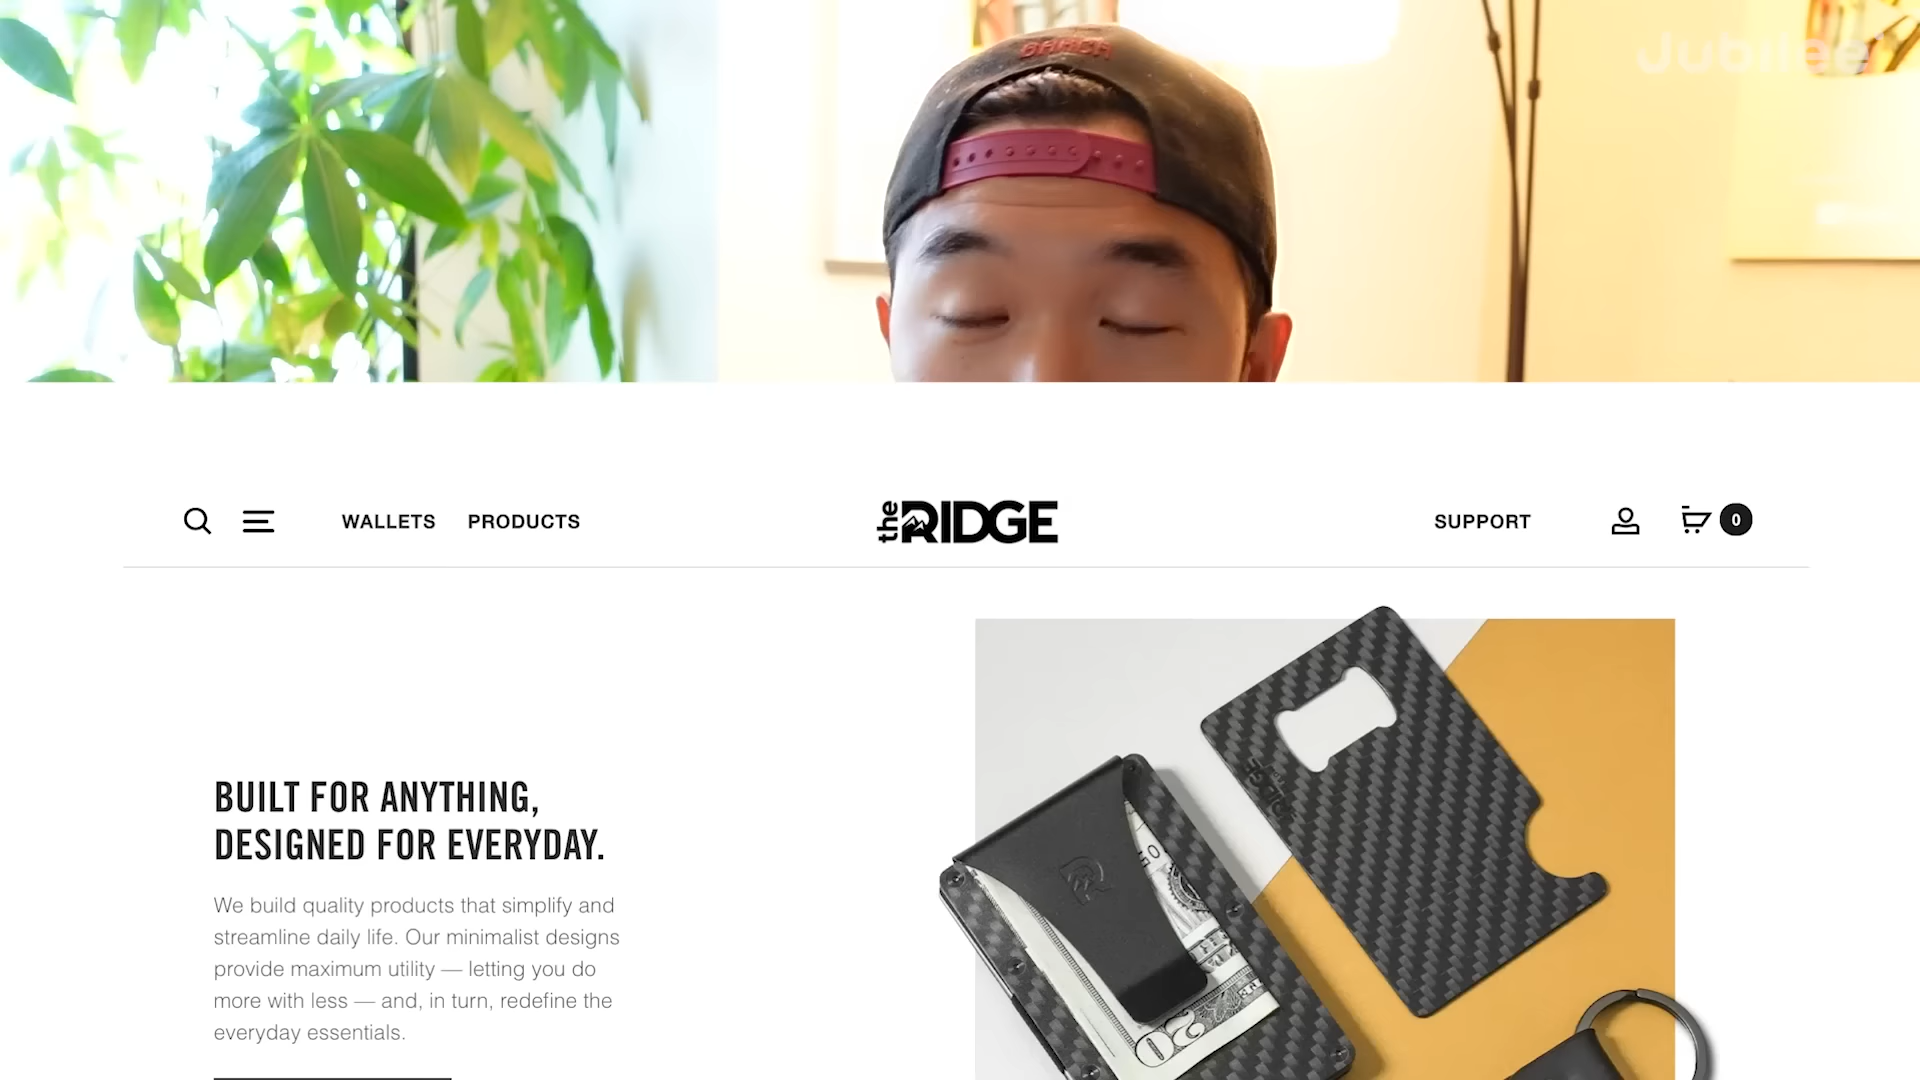 Jubilee
WALLETS PRODUCTS
the RIDGE
SUPPORT
0
BUILT FOR ANYTHING,
DESIGNED FOR EVERYDAY.
We build quality products that simplify and
streamline daily life. Our minimalist designs
provide maximum utility — letting you do
more with less — and, in turn, redefine the
everyday essentials.